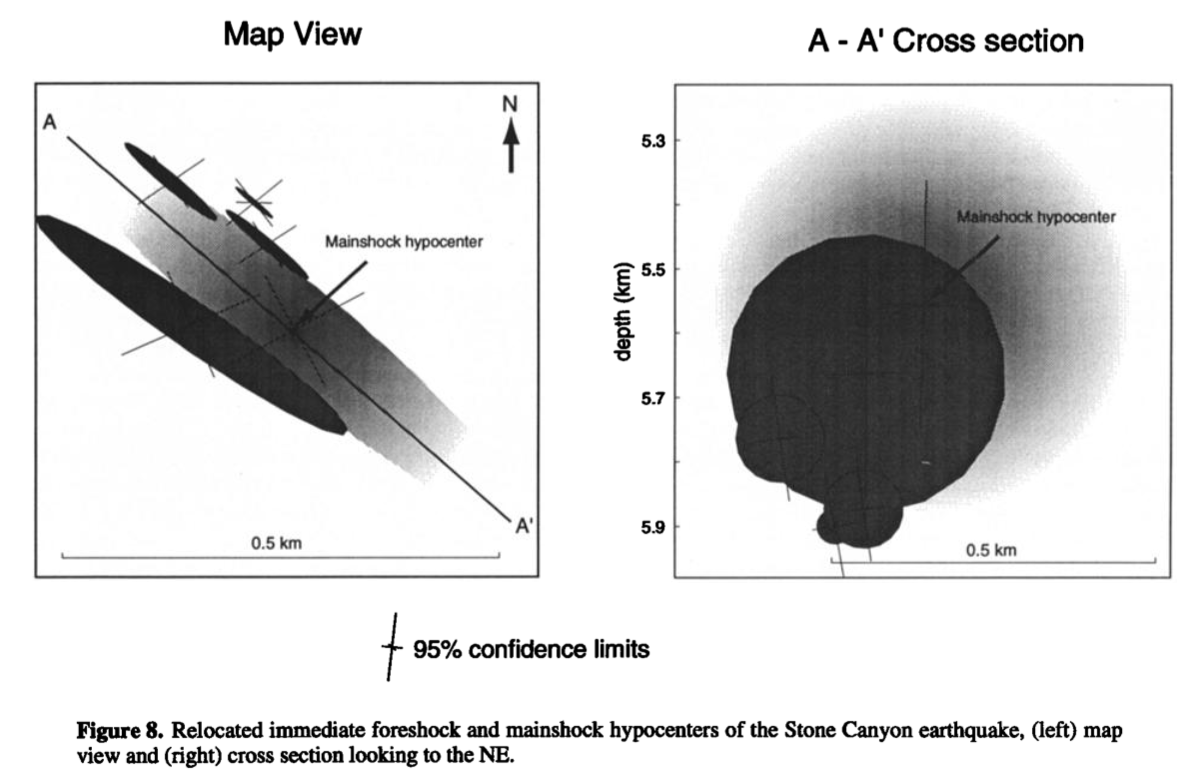 Map View
A - A' Cross section
A
N
Mainshock hypocenter
A'
0.5 km
5.3
5.5
5.7
5.9
depth (km)
Mainshock hypocenter
0.5 km
95% confidence limits
Figure 8. Relocated immediate foreshock and mainshock hypocenters of the Stone Canyon earthquake, (left) map
view and (right) cross section looking to the NE.